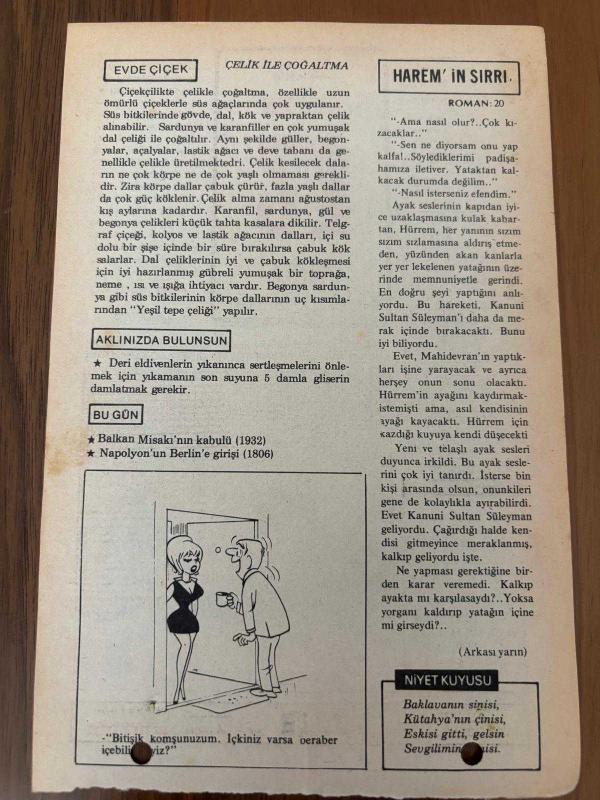 EVDE ÇİÇEK
ÇELİK İLE ÇOĞALTMA
Çiçekçilikte çelikle çoğaltma, özellikle uzun
ömürlü çiçeklerle süs ağaçlarında çok uygulanır.
Süs bitkilerinde gövde, dal, kök ve yapraktan çelik
alınabilir. Sardunya ve karanfiller en çok yumuşak
dal çeliği ile çoğaltılır. Aynı şekilde güller, begon-
yalar, açalyalar, lastik ağacı ve deve tabanı da ge-
nellikle çelikle üretilmektedri. Çelik kesilecek dala-
rın ne çok körpe ne de çok yaşlı olmaması gerekli-
dir. Zira körpe dallar çabuk çürür, fazla yaşlı dallar
da çok güç köklenir. Çelik alma zamanı ağustostan
kış aylarına kadardır. Karanfil, sardunya, gül ve
begonya çelikleri küçük tahta kasalara dikilir. Telg-
raf çiçeği, kolyos ve lastik ağacının dalları, içi su
dolu bir şişe içinde bir süre bırakılırsa çabuk kök
salarlar. Dal çeliklerinin iyi ve çabuk kökleşmesi
için iyi hazırlanmış gübreli yumuşak bir toprağa,
neme , ısı ve ışığa ihtiyacı vardır. Begonya sardun-
ya gibi süs bitkilerinin körpe dallarının uç kısımla-
rından "Yeşil tepe çeliği" yapılır.
AKLINIZDA BULUNSUN
★ Deri eldivenlerin yıkanınca sertleşmelerini önle-
mek için yıkamanın son suyuna 5 damla gliserin
damlatmak gerekir.
BU GÜN
★ Balkan Misakı'nın kabulü (1932)
★ Napolyon'un Berlin'e girişi (1806)
-"Bitişik komşunuzum. İçkiniz varsa beraber
içebili yiz?"
HAREM' İN SIRRI
ROMAN: 20
"-Ama nasıl olur?..Çok kı-
zacaklar.."
"-Sen ne diyorsam onu yap
kalfa!..Söylediklerimi padişa-
hamıza iletiver. Yataktan kal-
kacak durumda değilim.."
"-Nasıl isterseniz efendim."
Ayak seslerinin kapıdan iyi-
ce uzaklaşmasına kulak kabar-
tan, Hürrem, her yanının sızım
sızım sızlamasına aldırış etme-
den, yüzünden akan kanlarla
yer yer lekelenen yatağının üze-
rinde memnuniyetle gerindi.
En doğru şeyi yaptığını anlı-
yordu. Bu hareketi, Kanuni
Sultan Süleyman'i daha da me-
rak içinde bırakacaktı. Bunu
iyi biliyordu.
Evet, Mahidevran'ın yaptık-
ları işine yarayacak ve ayrıca
herşey onun sonu olacaktı.
Hürrem'in ayağını kaydırmak-
istemişti ama, asıl kendisinin
ayağı kayacaktı. Hürrem için
kazdığı kuyuya kendi düşecekti
Yeni ve telaşlı ayak sesleri
duyunca irkildi. Bu ayak sesle-
rini çok iyi tanırdı. İsterse bin
kişi arasında olsun, onunkileri
gene de kolaylıkla ayırabilirdi.
Evet Kanuni Sultan Süleyman
geliyordu. Çağırdığı halde ken-
disi gitmeyince meraklanmış,
kalkıp geliyordu işte.
Ne yapması gerektiğine bir-
den karar veremedi. Kalkıp
ayakta mı karşılasaydı?..Yoksa
yorganı kaldırıp yatağın içine
mi girseydi?..
(Arkası yarın)
NİYET KUYUSU
Baklavanın sinisi,
Kütahya'nın çinisi,
Eskisi gitti, gelsin
Sevgilimin